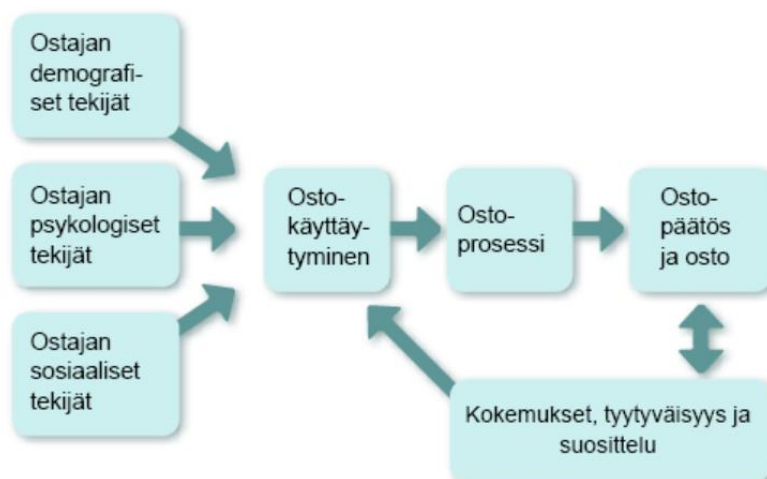 Ostajan
demografi-
set tekijät
Ostajan
psykologiset
tekijät
Ostajan
sosiaaliset
tekijät
Osto-
käyttäy-
tyminen
Osto-
prosessi
Osto-
päätös
ja osto
Kokemukset, tyytyväisyys ja
suosittelu